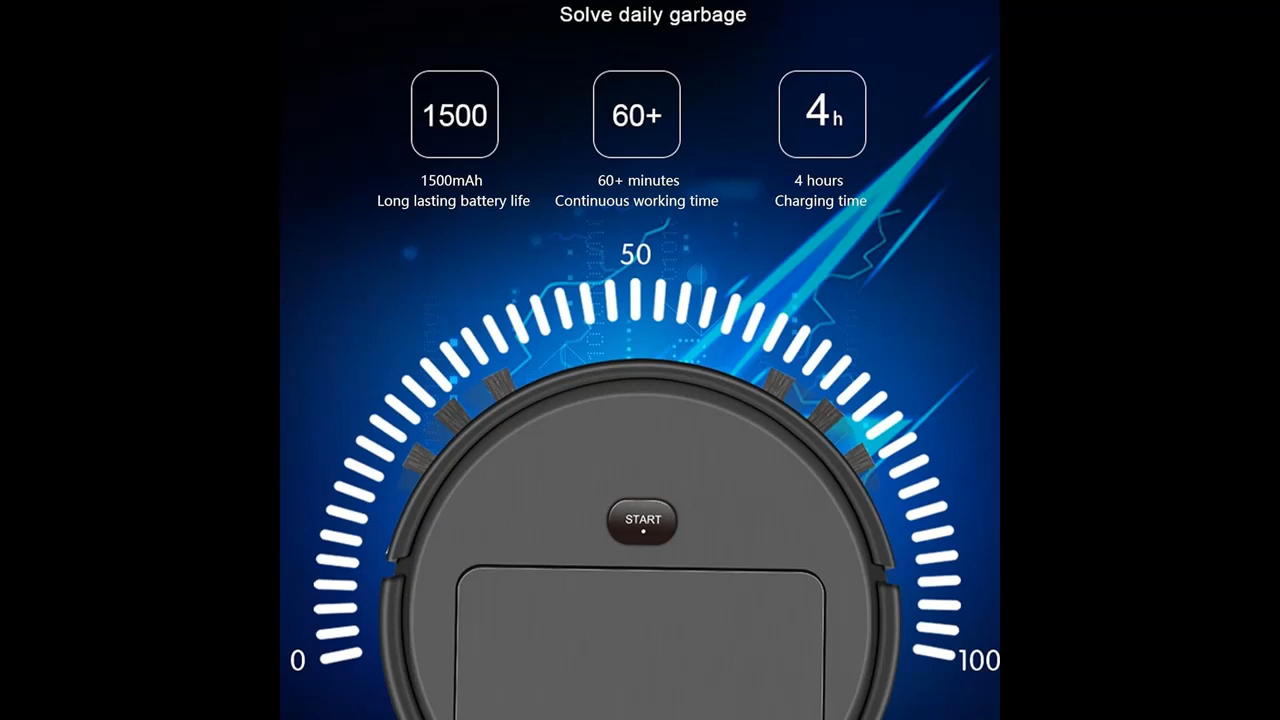 Solve daily garbage
1500
60+
4h
1500mAh
Long lasting battery life
60+ minutes
Continuous working time
4 hours
Charging time
50
START
0
100